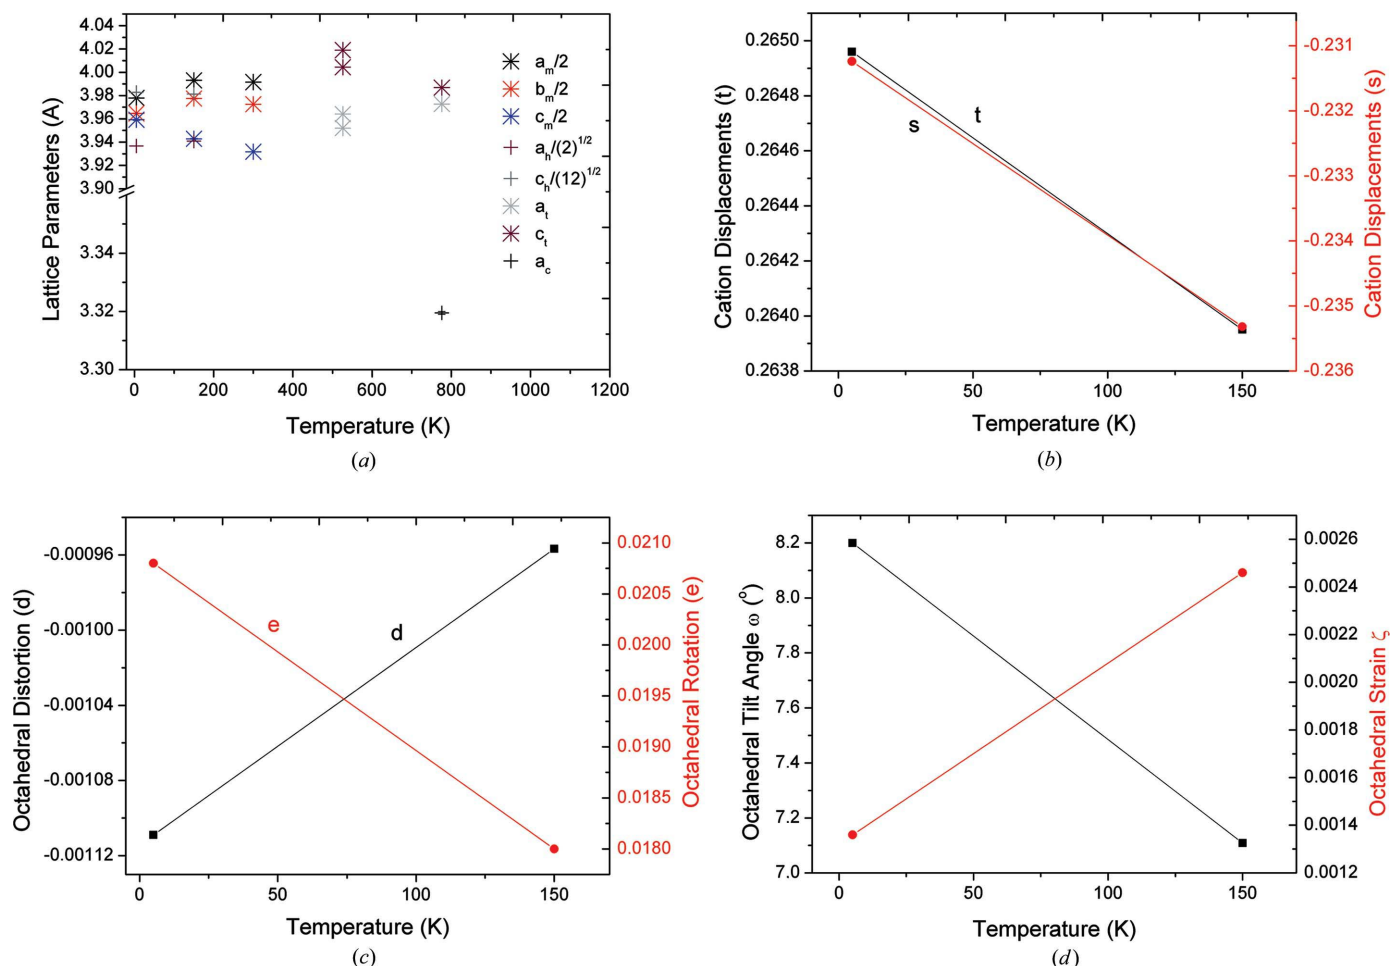 Lattice Parameters (A)
4.04
4.02
4.00
3.98
3.96
3.94
3.92
3.90
3.34
3.32
3.30
a_m/2
b_m/2
c_m/2
a_h/(2)^1/2
c_h/(12)^1/2
a_t
c_t
a_c
0 200 400 600 800 1000 1200
Temperature (K)
(a)
Cation Displacements (t)
0.2650
0.2648
0.2646
0.2644
0.2642
0.2640
0.2638
t
s
-0.231
-0.232
-0.233
-0.234
-0.235
-0.236
Cation Displacements (s)
0 50 100 150
Temperature (K)
(b)
Octahedral Distortion (d)
-0.00096
-0.00100
-0.00104
-0.00108
-0.00112
e
d
0.0210
0.0205
0.0200
0.0195
0.0190
0.0185
0.0180
Octahedral Rotation (e)
0 50 100 150
Temperature (K)
(c)
Octahedral Tilt Angle ω (°)
8.2
8.0
7.8
7.6
7.4
7.2
7.0
0.0026
0.0024
0.0022
0.0020
0.0018
0.0016
0.0014
0.0012
Octahedral Strain ζ
0 50 100 150
Temperature (K)
(d)